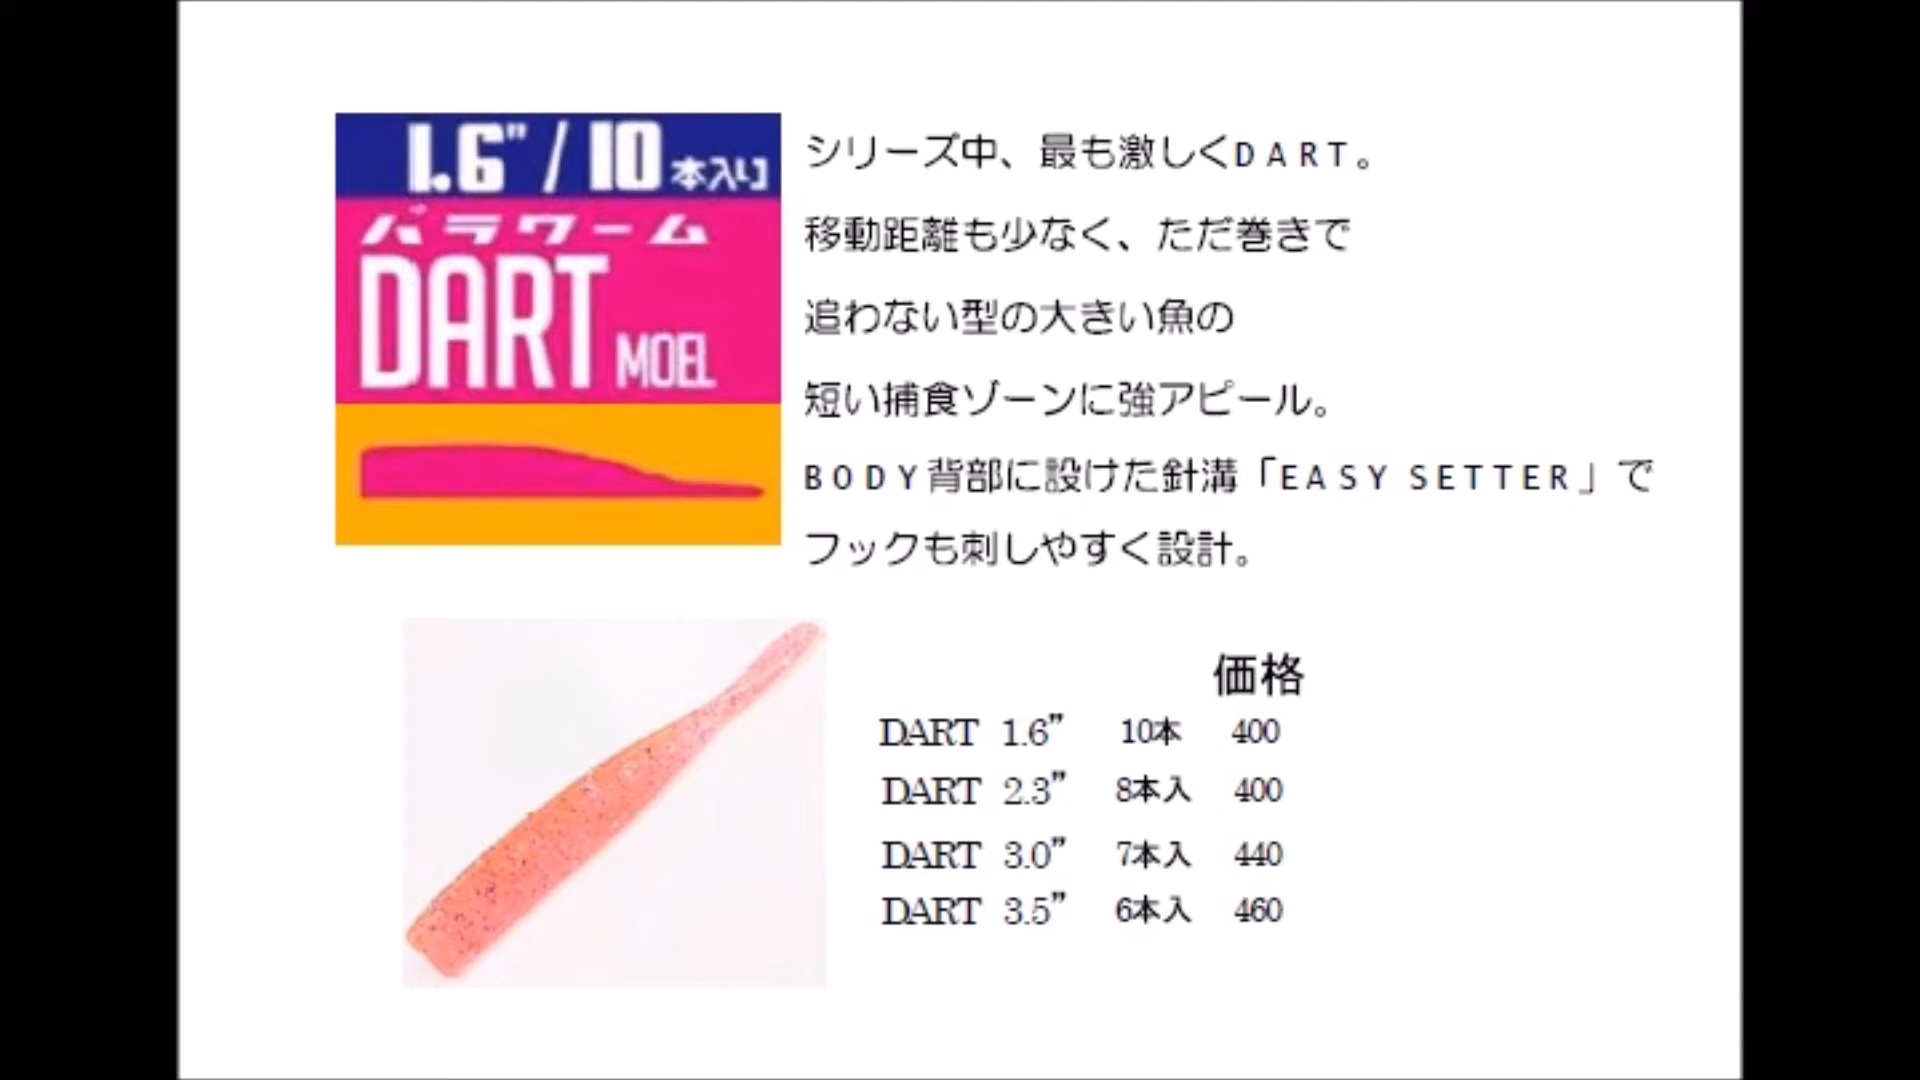 1.6" / 10本入り
パラワーム
DART MOEL
シリーズ中、最も激しくDART。
移動距離も少なく、ただ巻きで
追わない型の大きい魚の
短い捕食ゾーンに強アピール。
BODY背部に設けた針溝「EASY SETTER」で
フックも刺しやすく設計。
価格
DART 1.6” 10本 400
DART 2.3” 8本入 400
DART 3.0” 7本入 440
DART 3.5” 6本入 460